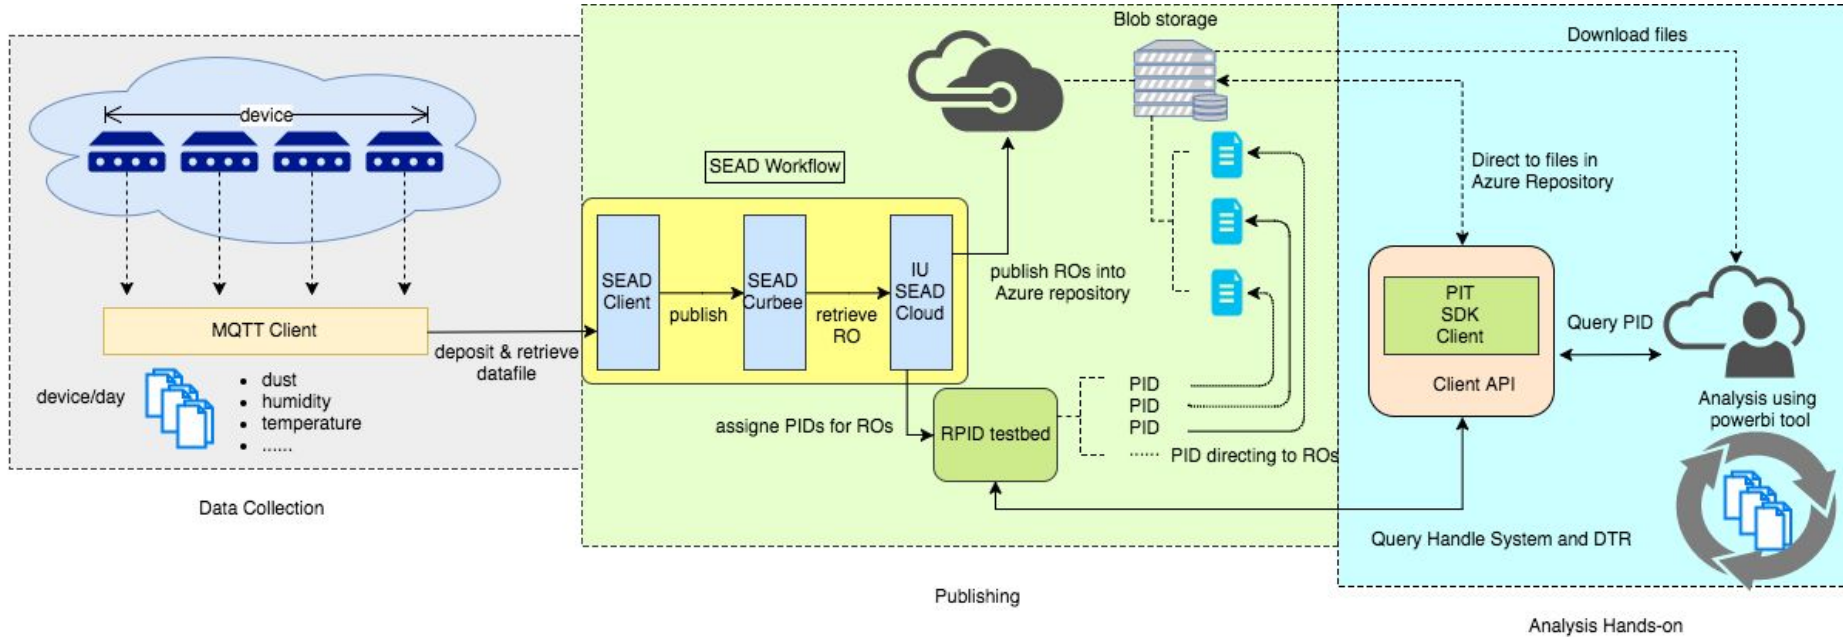 device
MQTT Client
device/day
• dust
• humidity
• temperature
• ......
Data Collection
deposit & retrieve
datafile
SEAD Workflow
SEAD
Client
publish
SEAD
Curbee
retrieve
RO
IU
SEAD
Cloud
publish ROs into
Azure repository
Blob storage
assigne PIDs for ROs
RPID testbed
PID
PID
PID
...... PID directing to ROs
Publishing
Download files
Direct to files in
Azure Repository
PIT
SDK
Client
Client API
Query PID
Analysis using
powerbi tool
Query Handle System and DTR
Analysis Hands-on